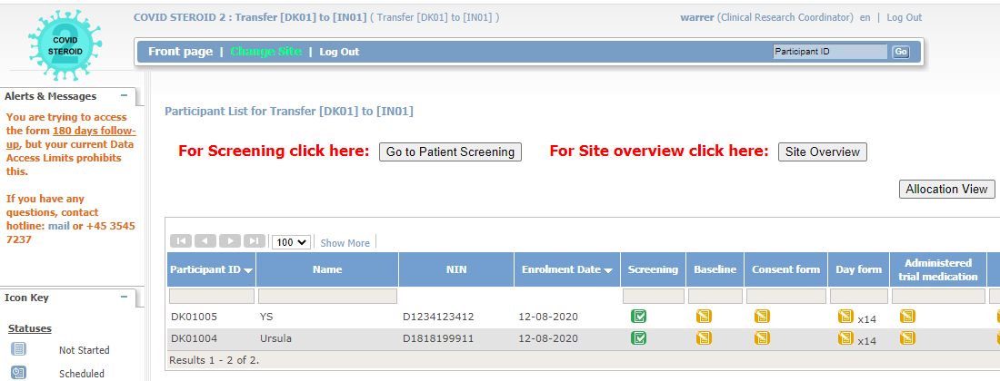 COVID SteROID 2 : Transfer [DK01] to [IN01] ( Transfer [DK01] to [IN01] )
warrer (Clinical Research Coordinator) en | Log Out
COVID
STEROID
2
Front page | Change Site | Log Out
Participant ID
Go
Alerts & Messages
You are trying to access
the form 180 days follow-
up, but your current Data
Access Limits prohibits
this.
If you have any
questions, contact
hotline: mail or +45 3545
7237
Participant List for Transfer [DK01] to [IN01]
For Screening click here: Go to Patient Screening
For Site overview click here: Site Overview
Allocation View
100 Show More
Participant ID Name NIN Enrolment Date Screening Baseline Consent form Day form Administered
trial medication
DK01005 YS D1234123412 12-08-2020 x14
DK01004 Ursula D1818199911 12-08-2020 x14
Results 1 - 2 of 2.
Icon Key
Statuses
Not Started
Scheduled